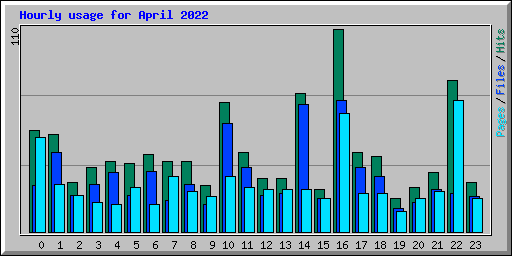 Hourly usage for April 2022
110
0 1 2 3 4 5 6 7 8 9 10 11 12 13 14 15 16 17 18 19 20 21 22 23
Pages / Files / Hits